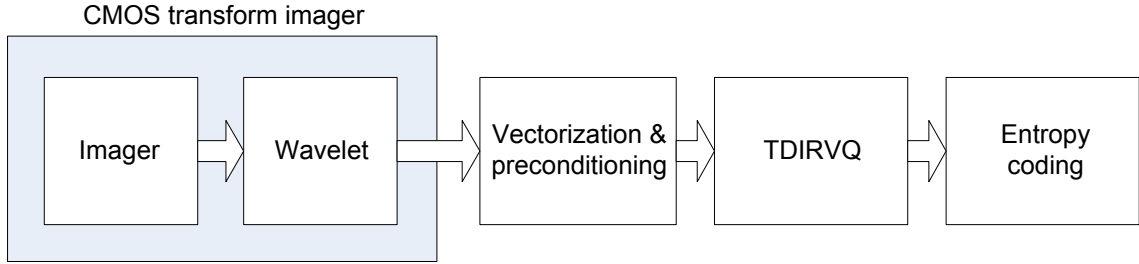 CMOS transform imager
Imager
Wavelet
Vectorization &
preconditioning
TDIRVQ
Entropy
coding